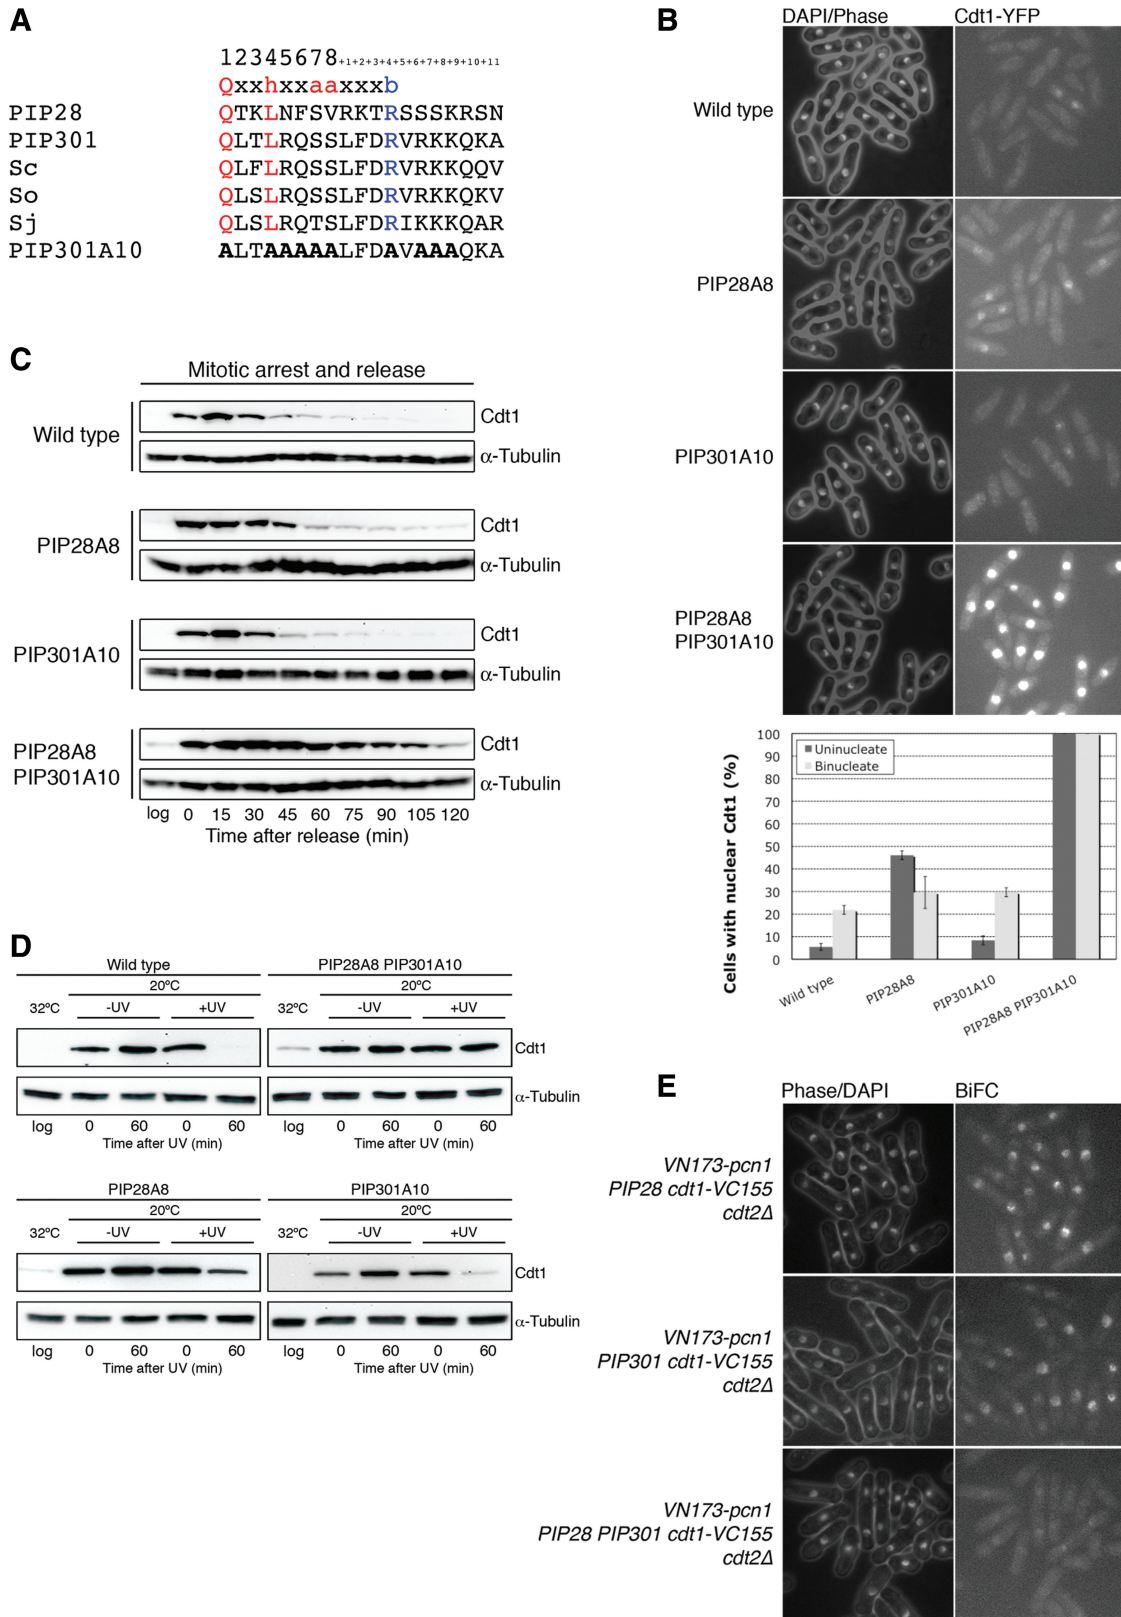 A
12345678+1+2+3+4+5+6+7+8+9+10+11
Qxxhxxaaxxxb
PIP28 QTKLNFSVRKTRSSSKRSN
PIP301 QLTLRQSSLFDRVRKKQKA
Sc QLFLRQSSLFDRVRKKQQV
So QLSLRQSSLFDRVRKKQKV
Sj QLSLRQTSLFDRIKKKQAR
PIP301A10 ALTAAAAALFDAVAAAQKA
B
DAPI/Phase Cdt1-YFP
Wild type
PIP28A8
PIP301A10
PIP28A8
PIP301A10
Cells with nuclear Cdt1 (%)
100
90
80
70
60
50
40
30
20
10
0
Uninucleate
Binucleate
Wild type PIP28A8 PIP301A10 PIP28A8 PIP301A10
C
Mitotic arrest and release
Wild type
Cdt1
α-Tubulin
PIP28A8
Cdt1
α-Tubulin
PIP301A10
Cdt1
α-Tubulin
PIP28A8
PIP301A10
Cdt1
α-Tubulin
log 0 15 30 45 60 75 90 105 120
Time after release (min)
D
Wild type PIP28A8 PIP301A10
20ºC 20ºC
32ºC -UV +UV 32ºC -UV +UV
Cdt1
α-Tubulin
log 0 60 0 60 log 0 60 0 60
Time after UV (min) Time after UV (min)
PIP28A8 PIP301A10
20ºC 20ºC
32ºC -UV +UV 32ºC -UV +UV
Cdt1
α-Tubulin
log 0 60 0 60 log 0 60 0 60
Time after UV (min) Time after UV (min)
E
Phase/DAPI BiFC
VN173-pcn1
PIP28 cdt1-VC155
cdt2Δ
VN173-pcn1
PIP301 cdt1-VC155
cdt2Δ
VN173-pcn1
PIP28 PIP301 cdt1-VC155
cdt2Δ